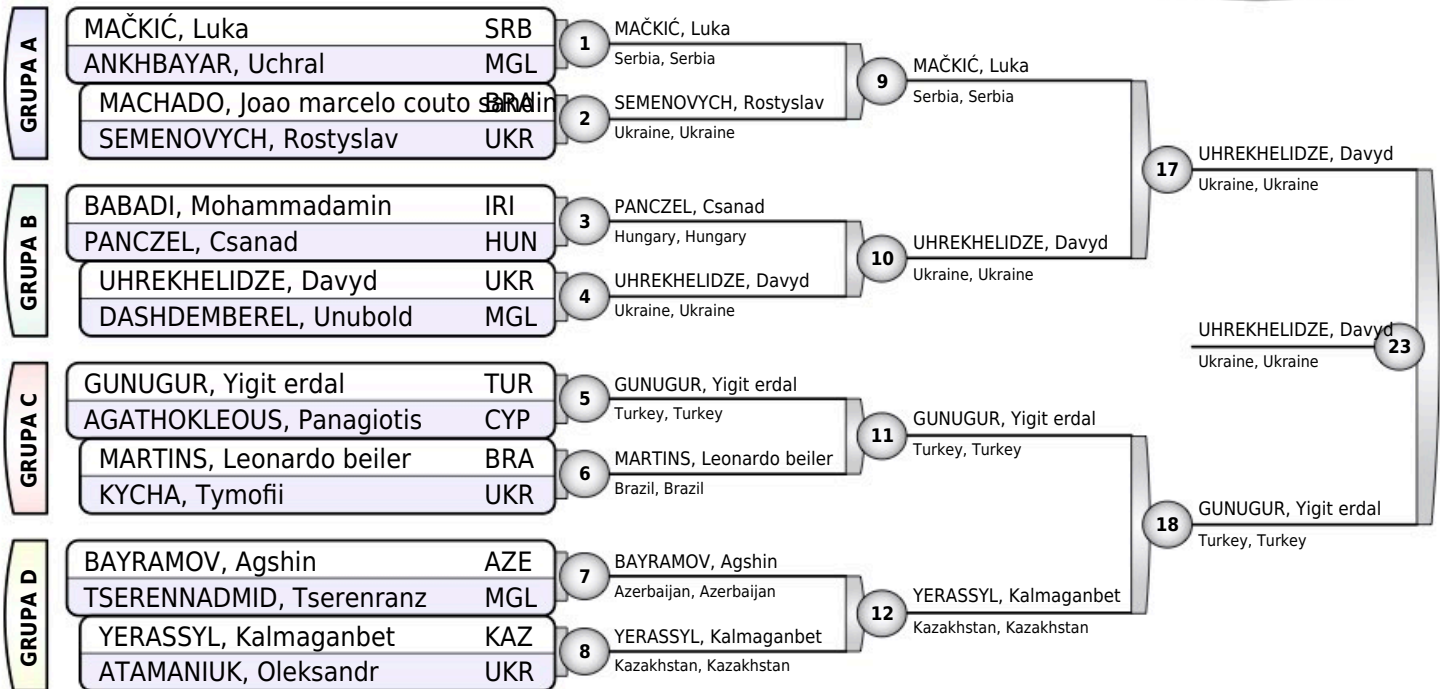 GRUPA A
MAČKIĆ, Luka SRB
ANKHBAYAR, Uchral MGL
MACHADO, Joao marcelo couto sandin BRA
SEMENOVYCH, Rostyslav UKR
GRUPA B
BABADI, Mohammadamin IRI
PANCZEL, Csanad HUN
UHREKHELIDZE, Davyd UKR
DASHDEMBEREL, Unubold MGL
GRUPA C
GUNUGUR, Yigit erdal TUR
AGATHOKLEOUS, Panagiotis CYP
MARTINS, Leonardo beiler BRA
KYCHA, Tymofii UKR
GRUPA D
BAYRAMOV, Agshin AZE
TSERENNADMID, Tserenranz MGL
YERASSYL, Kalmaganbet KAZ
ATAMANIUK, Oleksandr UKR
1
MAČKIĆ, Luka
Serbia, Serbia
2
SEMENOVYCH, Rostyslav
Ukraine, Ukraine
3
PANCZEL, Csanad
Hungary, Hungary
4
UHREKHELIDZE, Davyd
Ukraine, Ukraine
5
GUNUGUR, Yigit erdal
Turkey, Turkey
6
MARTINS, Leonardo beiler
Brazil, Brazil
7
BAYRAMOV, Agshin
Azerbaijan, Azerbaijan
8
YERASSYL, Kalmaganbet
Kazakhstan, Kazakhstan
9
MAČKIĆ, Luka
Serbia, Serbia
10
UHREKHELIDZE, Davyd
Ukraine, Ukraine
11
GUNUGUR, Yigit erdal
Turkey, Turkey
12
YERASSYL, Kalmaganbet
Kazakhstan, Kazakhstan
17
UHREKHELIDZE, Davyd
Ukraine, Ukraine
18
GUNUGUR, Yigit erdal
Turkey, Turkey
UHREKHELIDZE, Davyd
Ukraine, Ukraine
23